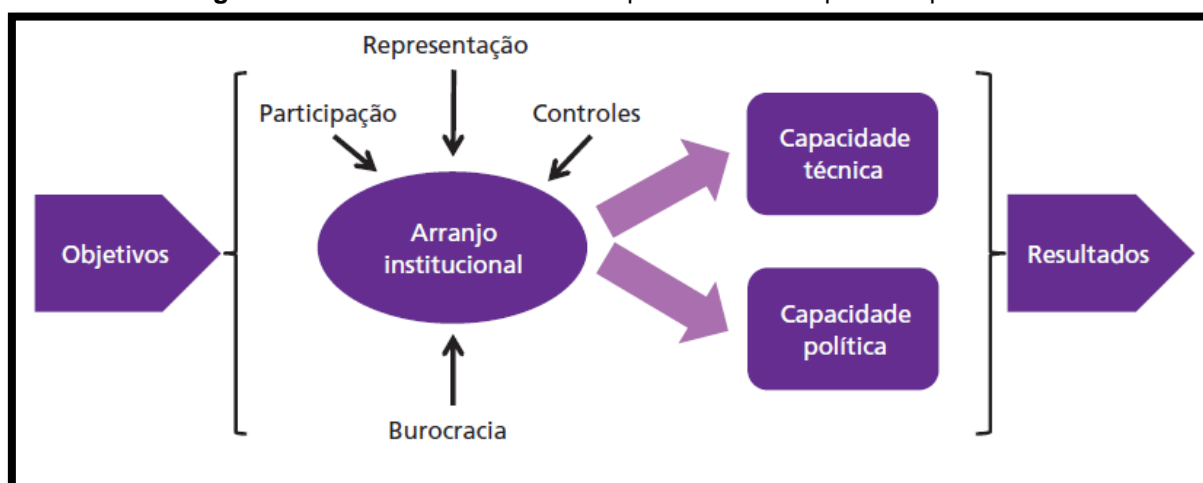 Representação
Participação
Controles
Capacidade
técnica
Objetivos
Arranjo
institucional
Resultados
Capacidade
política
Burocracia